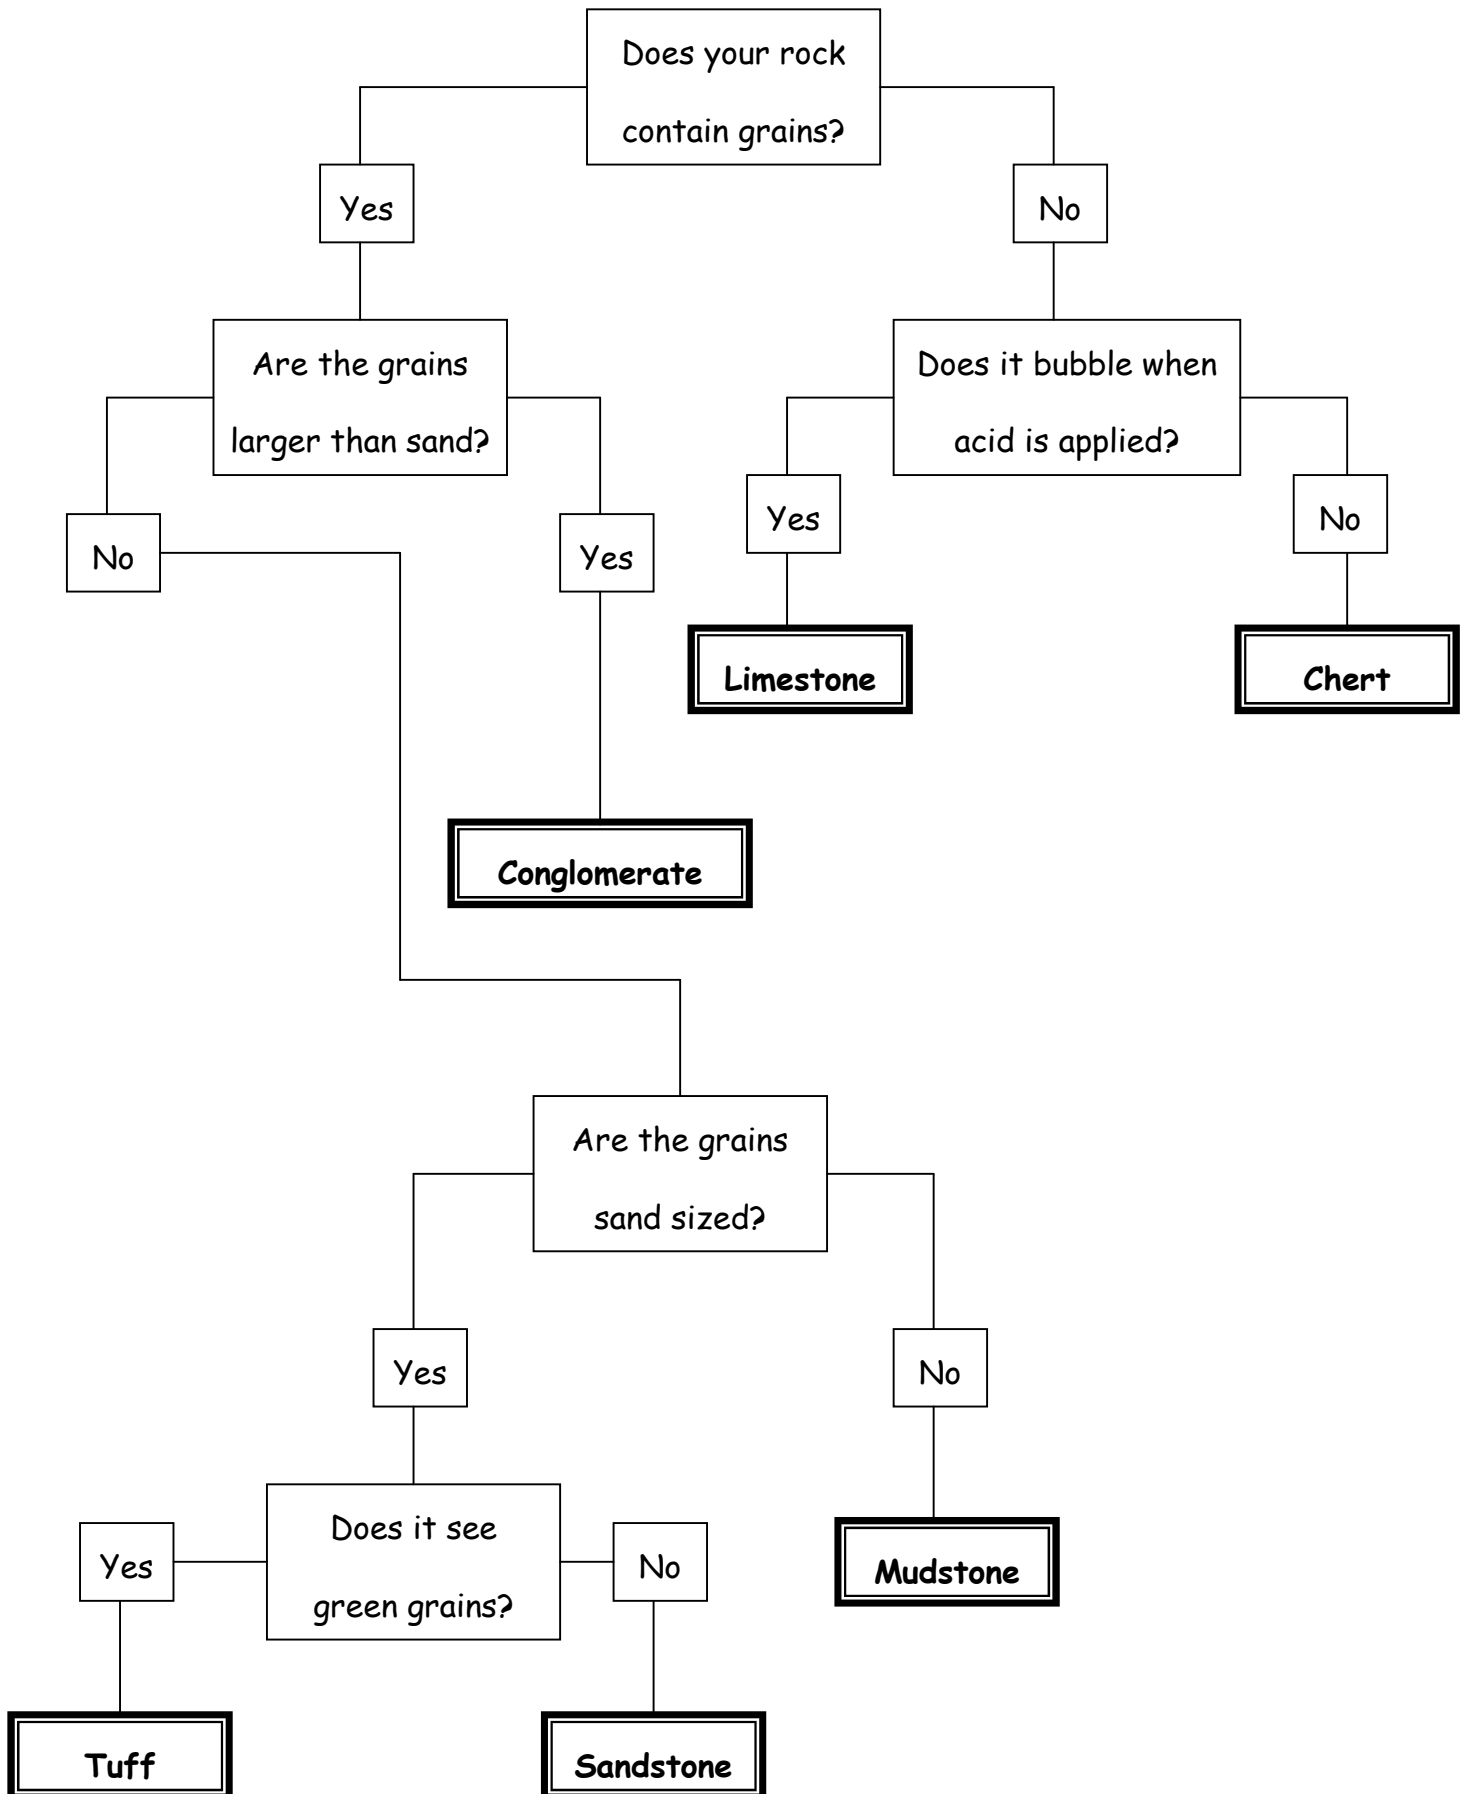 Does your rock
contain grains?
Yes
No
Are the grains
larger than sand?
Does it bubble when
acid is applied?
No
Yes
Yes
No
Limestone
Chert
Conglomerate
Are the grains
sand sized?
Yes
No
Does it see
green grains?
Yes
No
Mudstone
Tuff
Sandstone